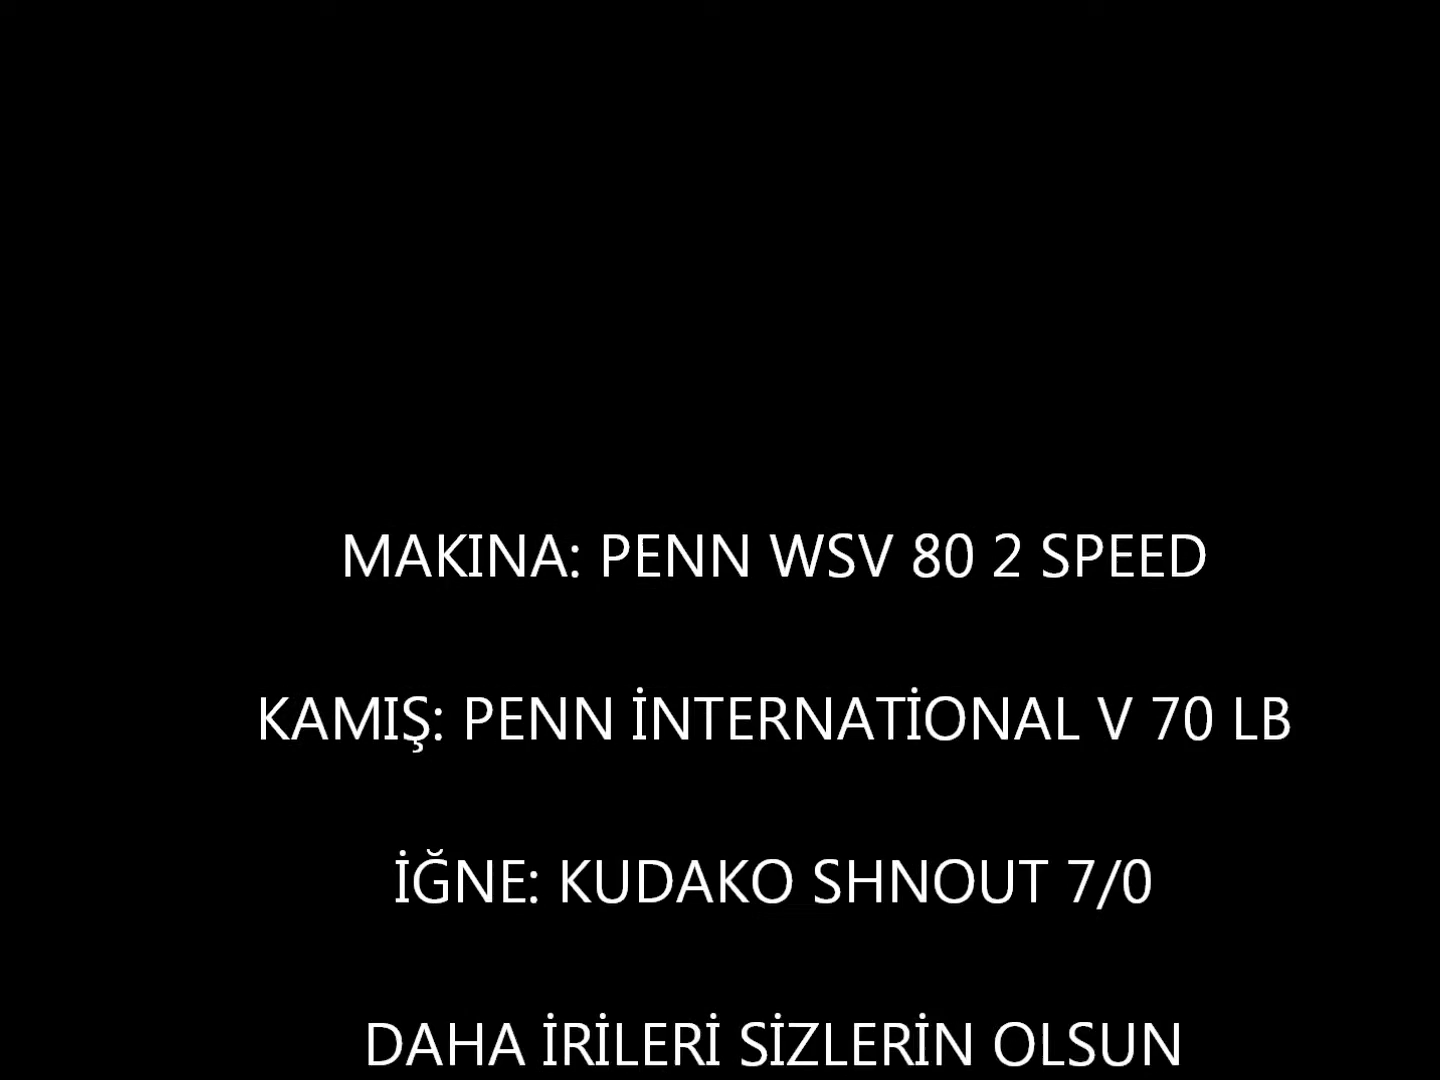 MAKINA: PENN WSV 80 2 SPEED
KAMIŞ: PENN İNTERNATİONAL V 70 LB
İĞNE: KUDAKO SHNOUT 7/0
DAHA İRİLERİ SİZLERİN OLSUN